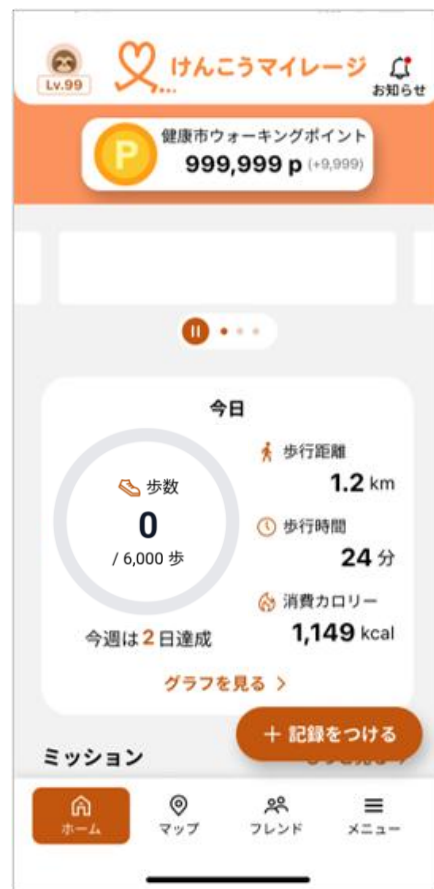 Lv.99
けんこうマイレージ
お知らせ
P
健康市ウォーキングポイント
999,999 p (+9,999)
今日
歩数
0
/ 6,000 歩
今週は2日達成
歩行距離
1.2 km
歩行時間
24 分
消費カロリー
1,149 kcal
グラフを見る >
+ 記録をつける
ミッション
ホーム
マップ
フレンド
メニュー